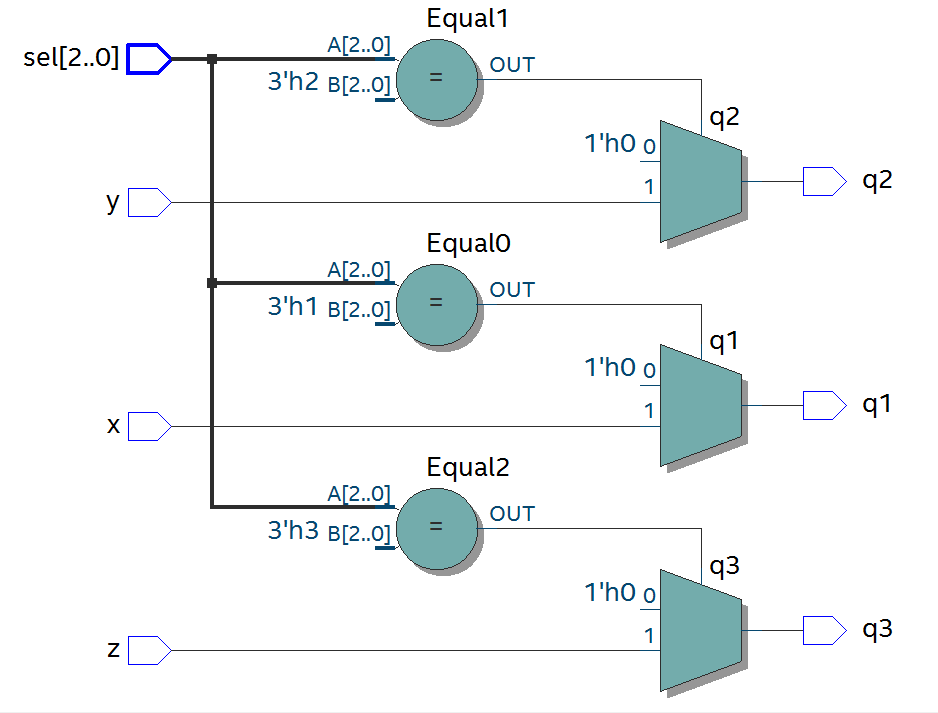 Equal1
sel[2..0]
A[2..0]
=
OUT
3'h2 B[2..0]
q2
1'h0 0
q2
y
1
Equal0
A[2..0]
=
OUT
3'h1 B[2..0]
q1
1'h0 0
q1
x
1
Equal2
A[2..0]
=
OUT
3'h3 B[2..0]
q3
1'h0 0
q3
z
1